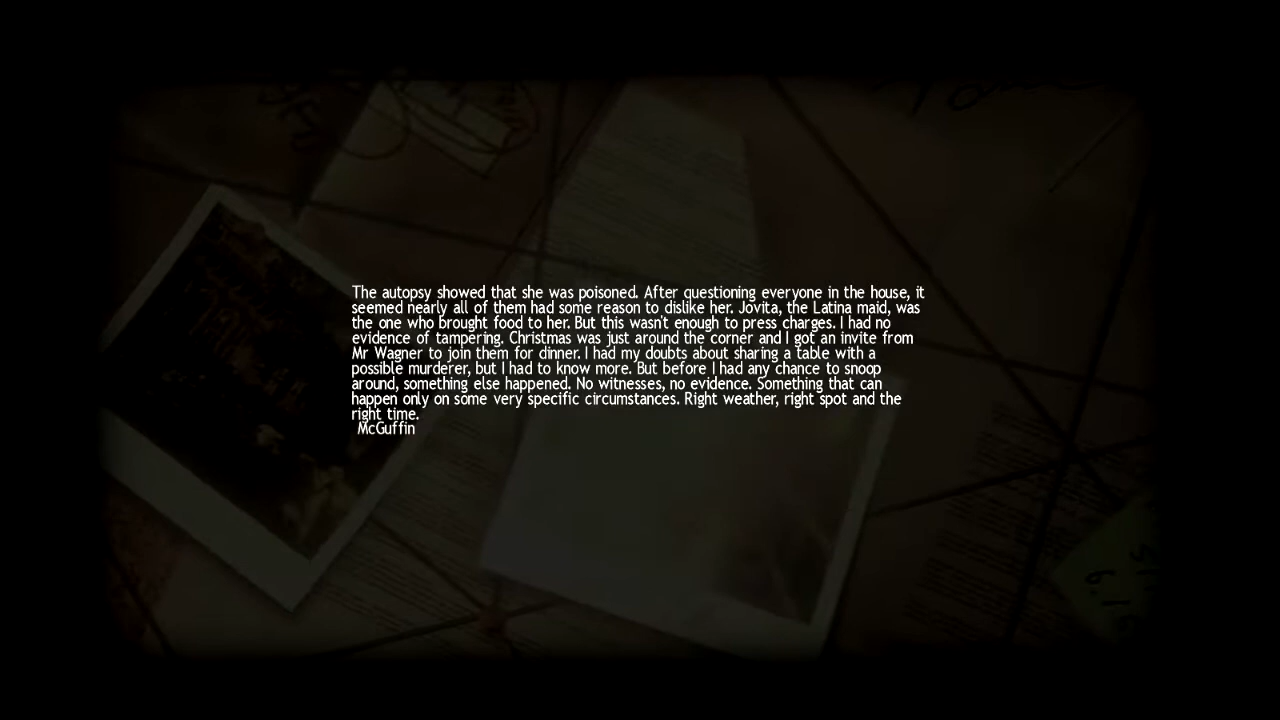 The autopsy showed that she was poisoned. After questioning everyone in the house, it
seemed nearly all of them had some reason to dislike her. Jovita, the Latina maid, was
the one who brought food to her. But this wasn't enough to press charges. I had no
evidence of tampering. Christmas was just around the corner and I got an invite from
Mr Wagner to join them for dinner. I had my doubts about sharing a table with a
possible murderer, but I had to know more. But before I had any chance to snoop
around, something else happened. No witnesses, no evidence. Something that can
happen only on some very specific circumstances. Right weather, right spot and the
right time.
McGuffin